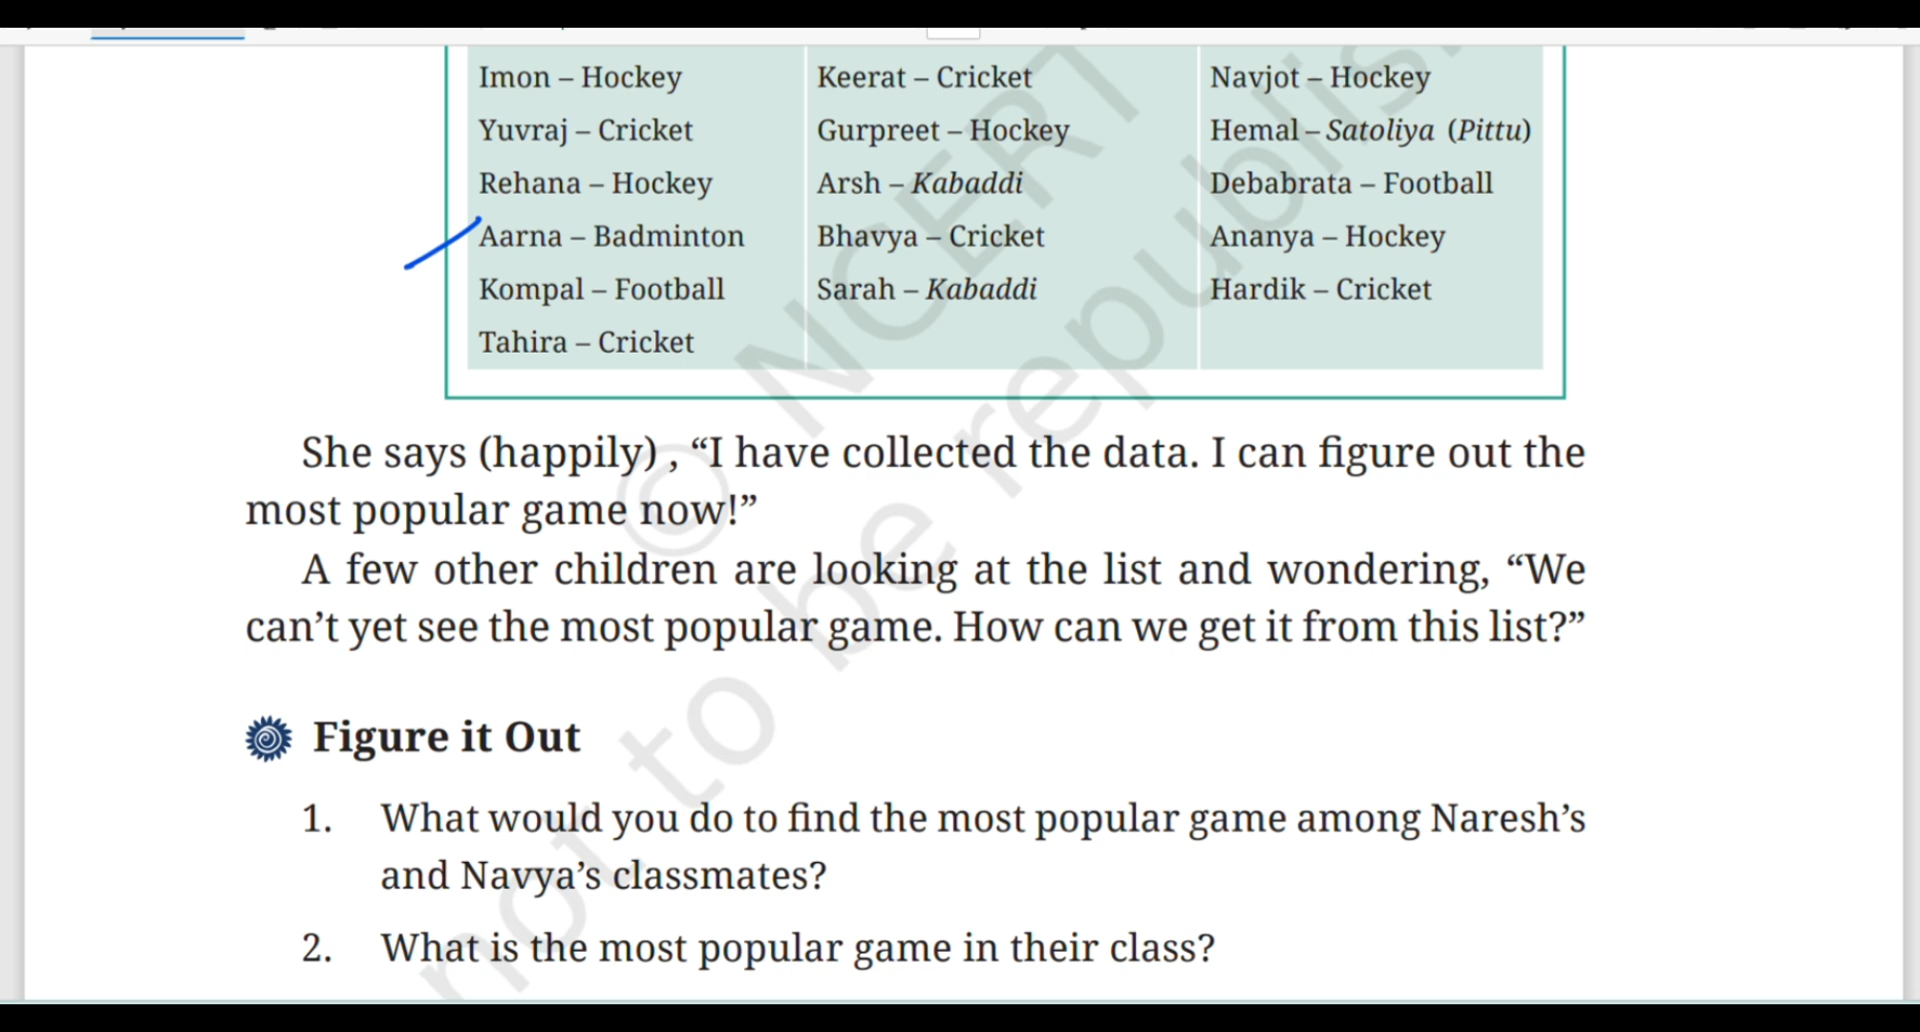 Imon – Hockey Keerat – Cricket Navjot – Hockey
Yuvraj – Cricket Gurpreet – Hockey Hemal – Satoliya (Pittu)
Rehana – Hockey Arsh – Kabaddi Debabrata – Football
Aarna – Badminton Bhavya – Cricket Ananya – Hockey
Kompal – Football Sarah – Kabaddi Hardik – Cricket
Tahira – Cricket
She says (happily) , “I have collected the data. I can figure out the
most popular game now!”
A few other children are looking at the list and wondering, “We
can’t yet see the most popular game. How can we get it from this list?”
Figure it Out
1. What would you do to find the most popular game among Naresh’s
and Navya’s classmates?
2. What is the most popular game in their class?
© NCERT
not to be republis